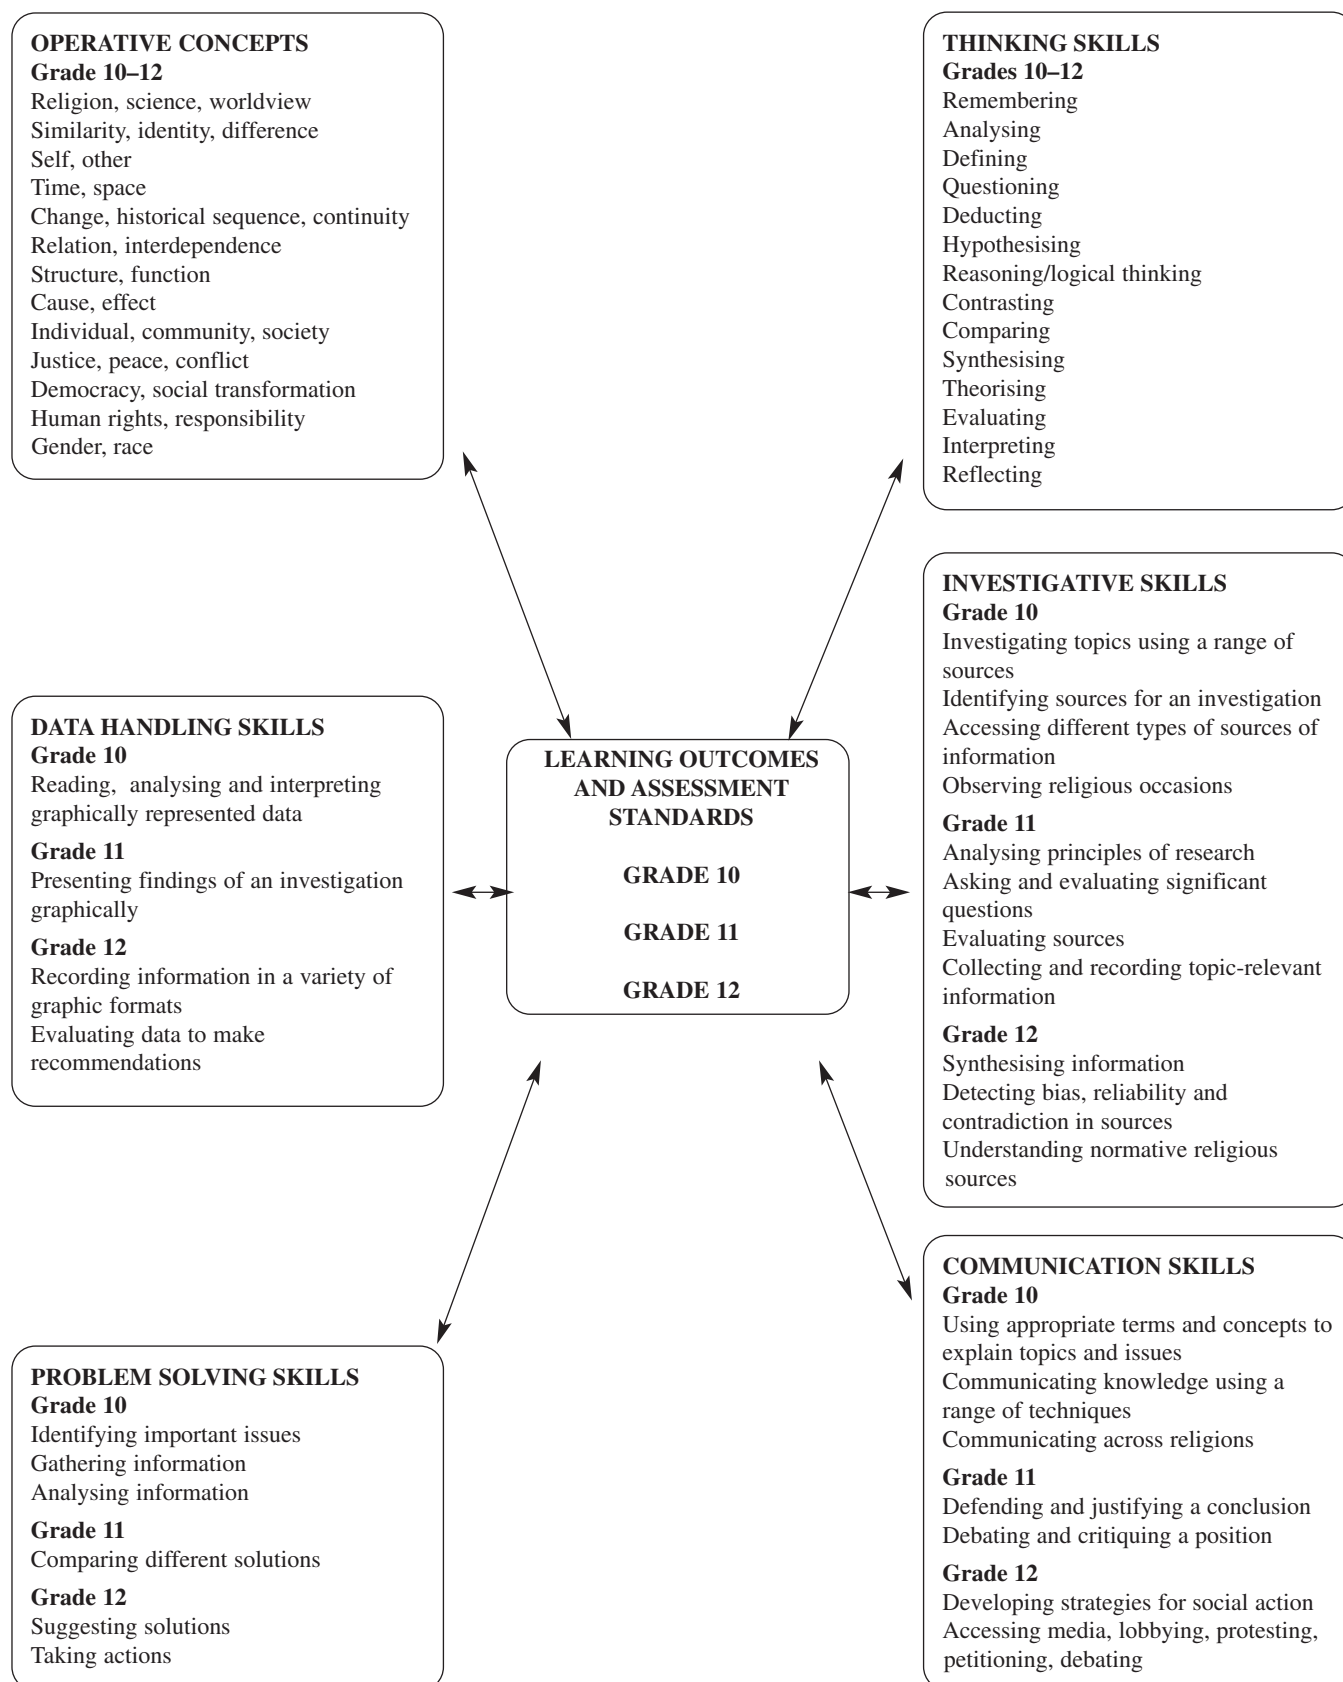 OPERATIVE CONCEPTS
Grade 10–12
Religion, science, worldview
Similarity, identity, difference
Self, other
Time, space
Change, historical sequence, continuity
Relation, interdependence
Structure, function
Cause, effect
Individual, community, society
Justice, peace, conflict
Democracy, social transformation
Human rights, responsibility
Gender, race
THINKING SKILLS
Grades 10–12
Remembering
Analysing
Defining
Questioning
Deducting
Hypothesising
Reasoning/logical thinking
Contrasting
Comparing
Synthesising
Theorising
Evaluating
Interpreting
Reflecting
DATA HANDLING SKILLS
Grade 10
Reading, analysing and interpreting
graphically represented data
Grade 11
Presenting findings of an investigation
graphically
Grade 12
Recording information in a variety of
graphic formats
Evaluating data to make
recommendations
LEARNING OUTCOMES
AND ASSESSMENT
STANDARDS
GRADE 10
GRADE 11
GRADE 12
INVESTIGATIVE SKILLS
Grade 10
Investigating topics using a range of
sources
Identifying sources for an investigation
Accessing different types of sources of
information
Observing religious occasions
Grade 11
Analysing principles of research
Asking and evaluating significant
questions
Evaluating sources
Collecting and recording topic-relevant
information
Grade 12
Synthesising information
Detecting bias, reliability and
contradiction in sources
Understanding normative religious
sources
PROBLEM SOLVING SKILLS
Grade 10
Identifying important issues
Gathering information
Analysing information
Grade 11
Comparing different solutions
Grade 12
Suggesting solutions
Taking actions
COMMUNICATION SKILLS
Grade 10
Using appropriate terms and concepts to
explain topics and issues
Communicating knowledge using a
range of techniques
Communicating across religions
Grade 11
Defending and justifying a conclusion
Debating and critiquing a position
Grade 12
Developing strategies for social action
Accessing media, lobbying, protesting,
petitioning, debating